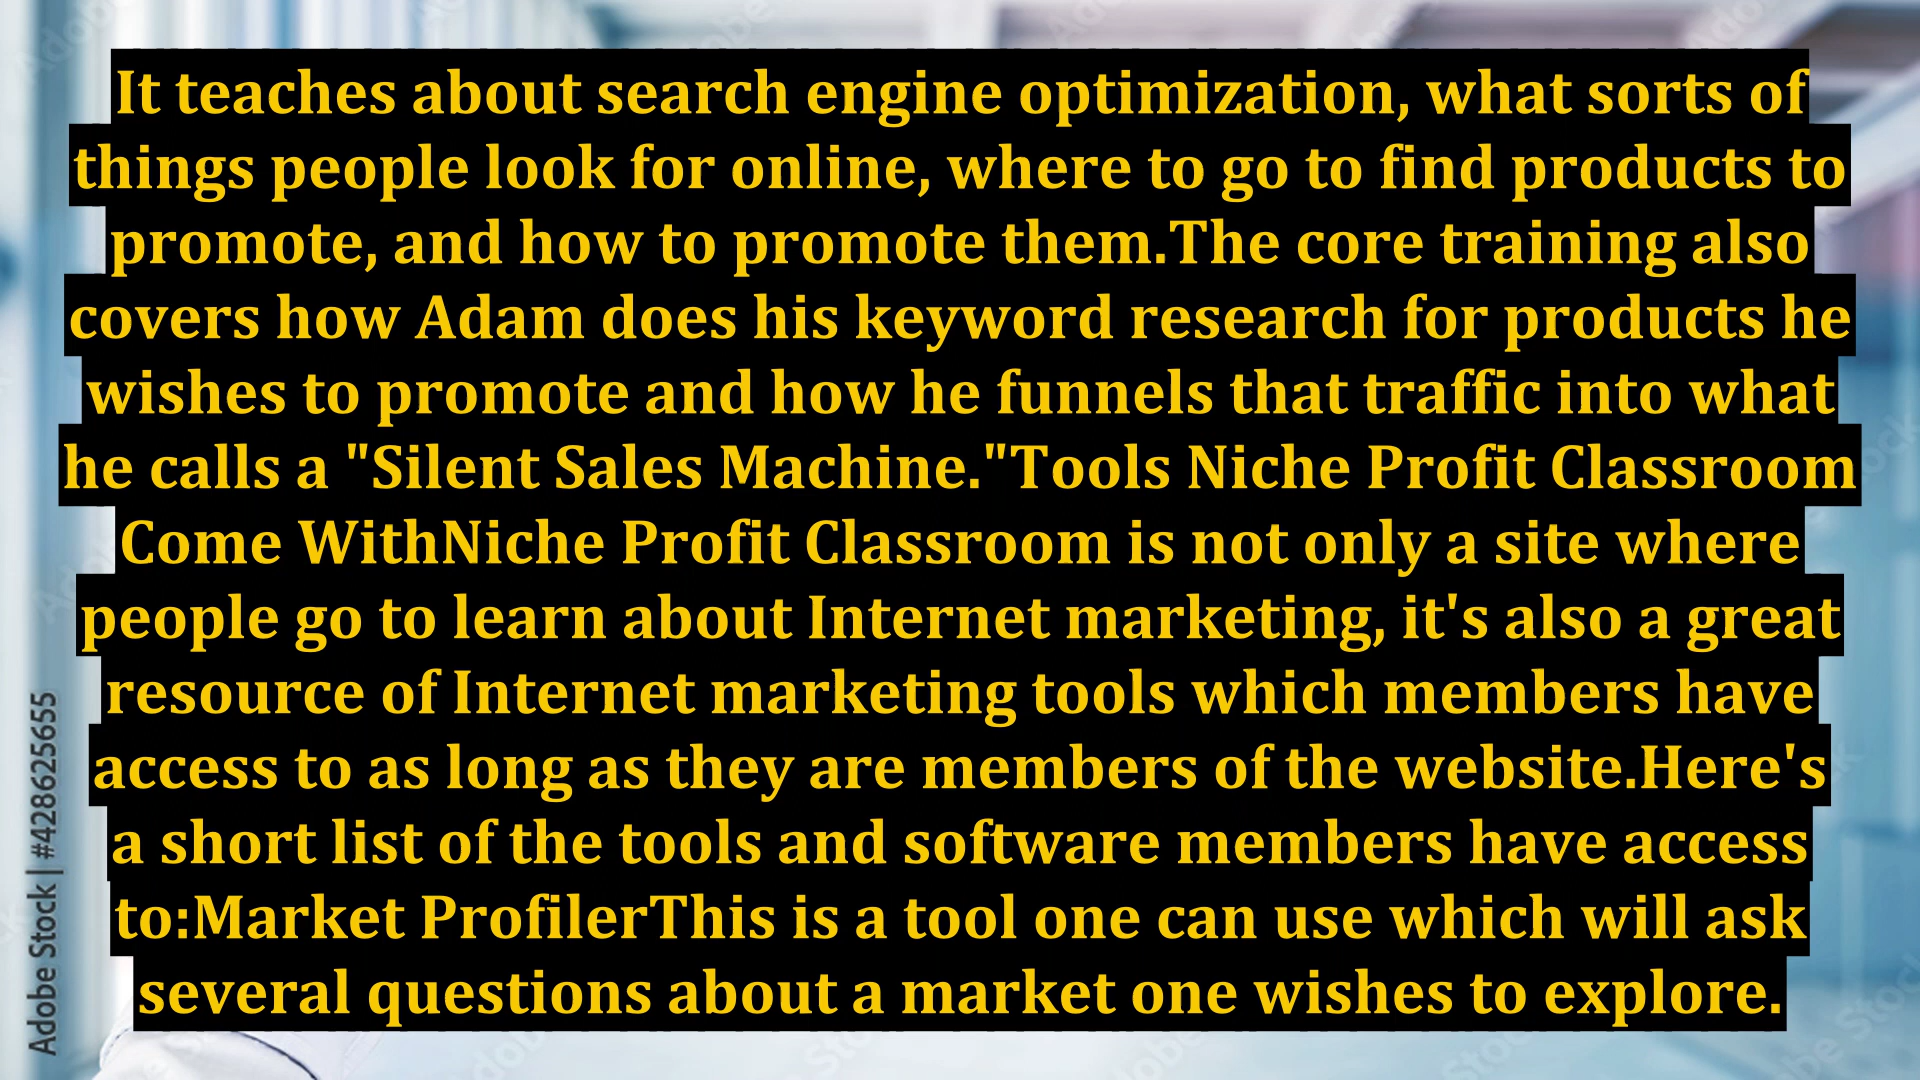 It teaches about search engine optimization, what sorts of
things people look for online, where to go to find products to
promote, and how to promote them.The core training also
covers how Adam does his keyword research for products he
wishes to promote and how he funnels that traffic into what
he calls a "Silent Sales Machine."Tools Niche Profit Classroom
Come WithNiche Profit Classroom is not only a site where
people go to learn about Internet marketing, it's also a great
resource of Internet marketing tools which members have
access to as long as they are members of the website.Here's
a short list of the tools and software members have access
to:Market ProfilerThis is a tool one can use which will ask
several questions about a market one wishes to explore.
Adobe Stock | #428625655